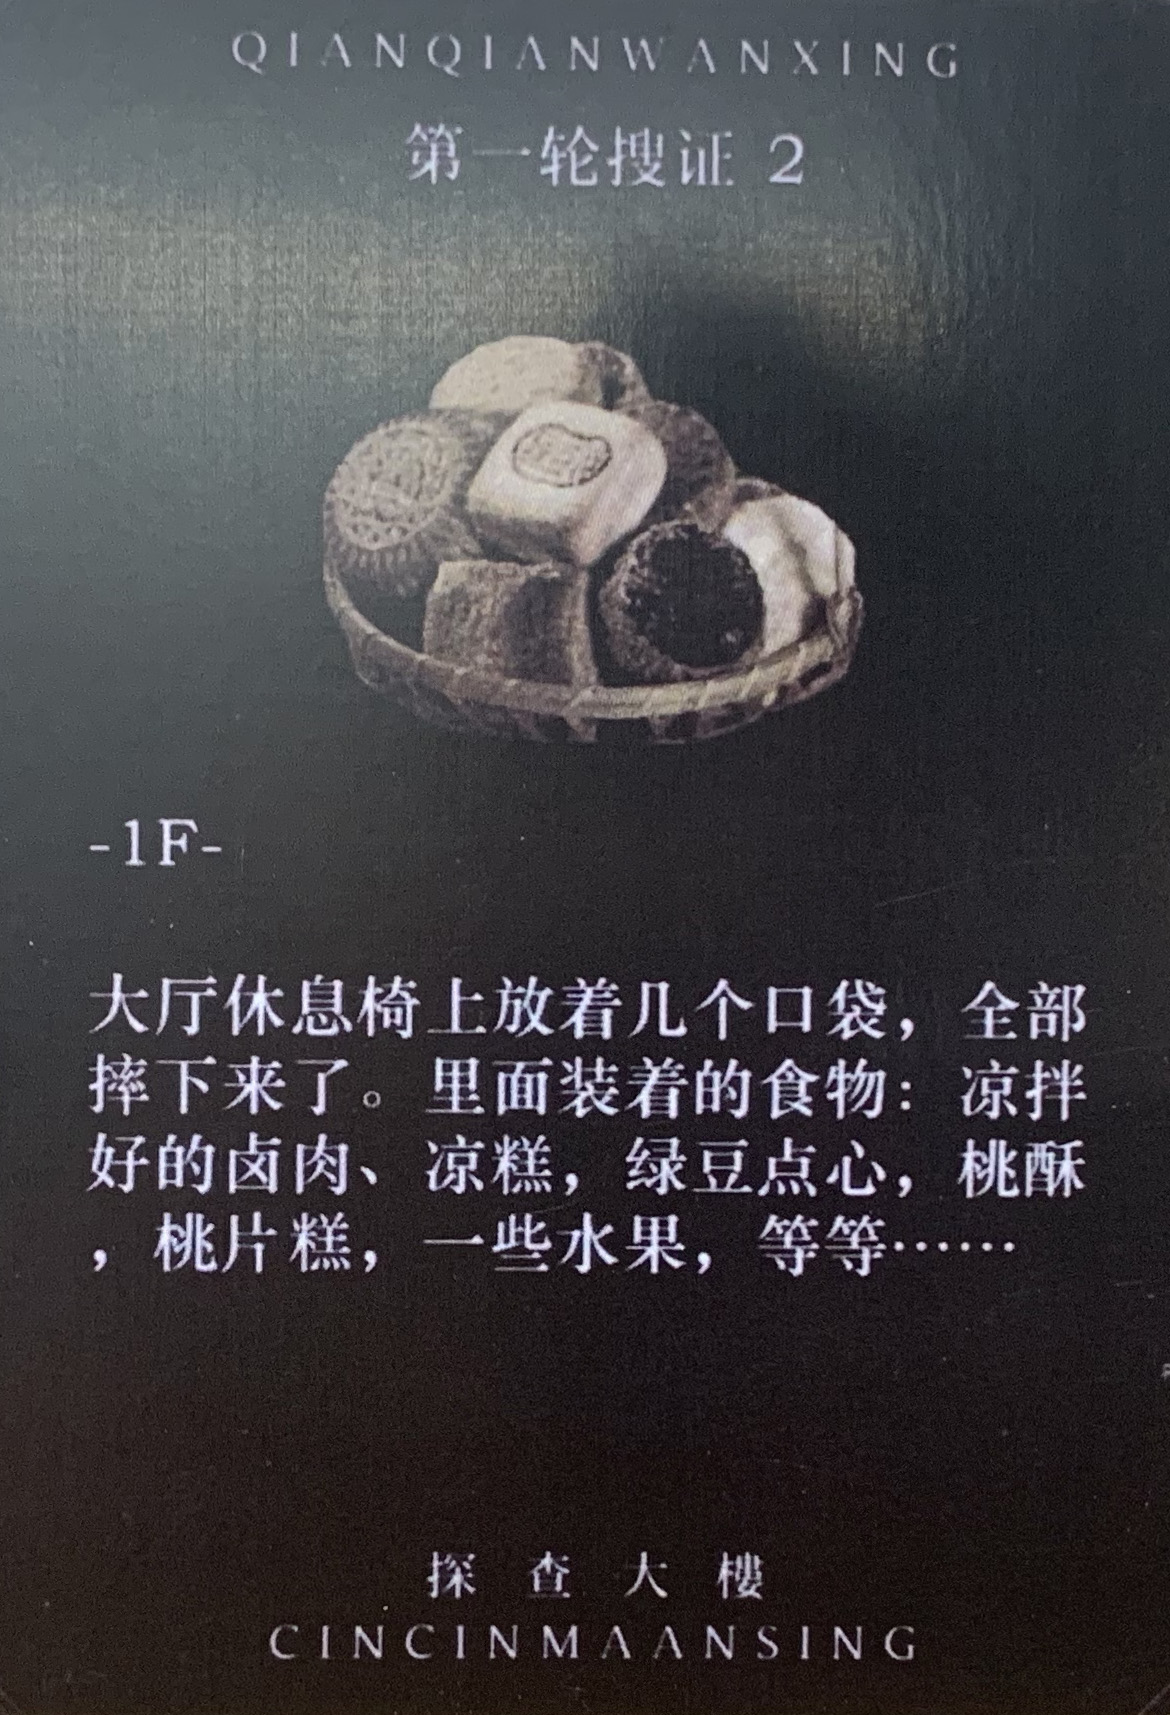 QIANQIANWANXING
第一轮搜证 2
-1F-
大厅休息椅上放着几个口袋，全部
摔下来了。里面装着的食物：凉拌
好的卤肉、凉糕，绿豆点心，桃酥
，桃片糕，一些水果，等等……
探查大樓
CINCINMAANSING